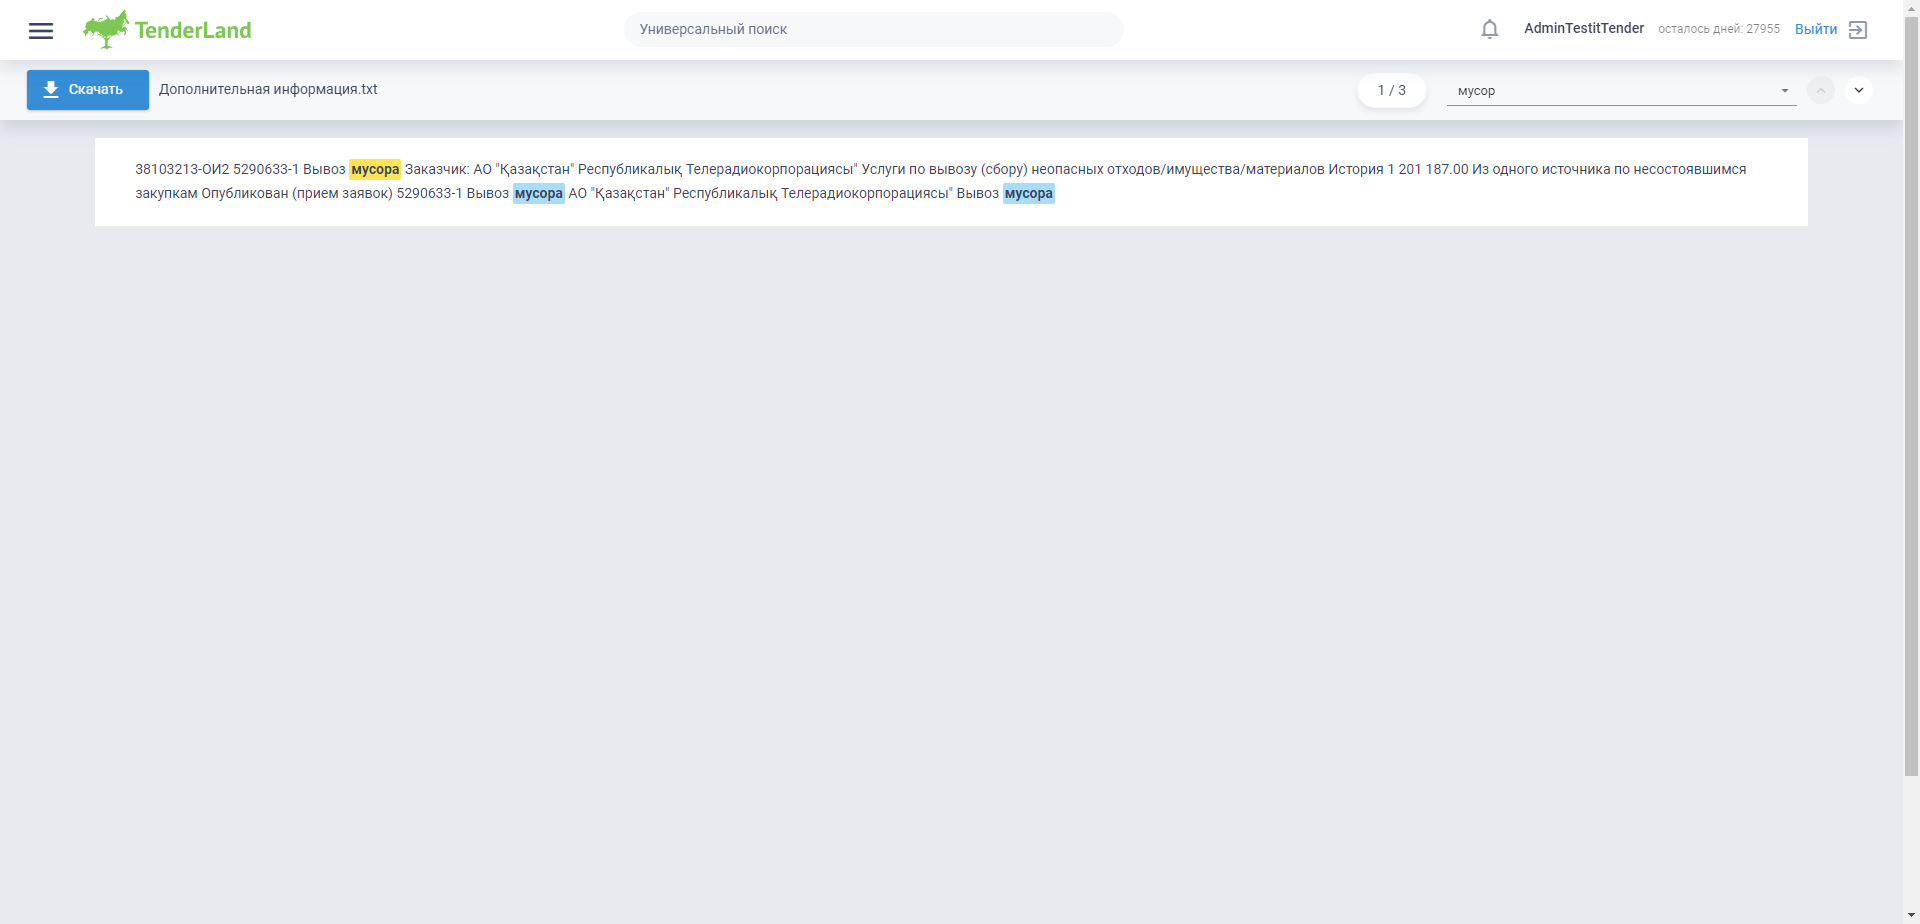 TenderLand
Универсальный поиск
AdminTestitTender осталось дней: 27955 Выйти
Скачать Дополнительная информация.txt
1 / 3 мусор
38103213-ОИ2 5290633-1 Вывоз мусора Заказчик: АО "Қазақстан" Республикалық Телерадиокорпорациясы" Услуги по вывозу (сбору) неопасных отходов/имущества/материалов История 1 201 187.00 Из одного источника по несостоявшимся
закупкам Опубликован (прием заявок) 5290633-1 Вывоз мусора АО "Қазақстан" Республикалық Телерадиокорпорациясы" Вывоз мусора